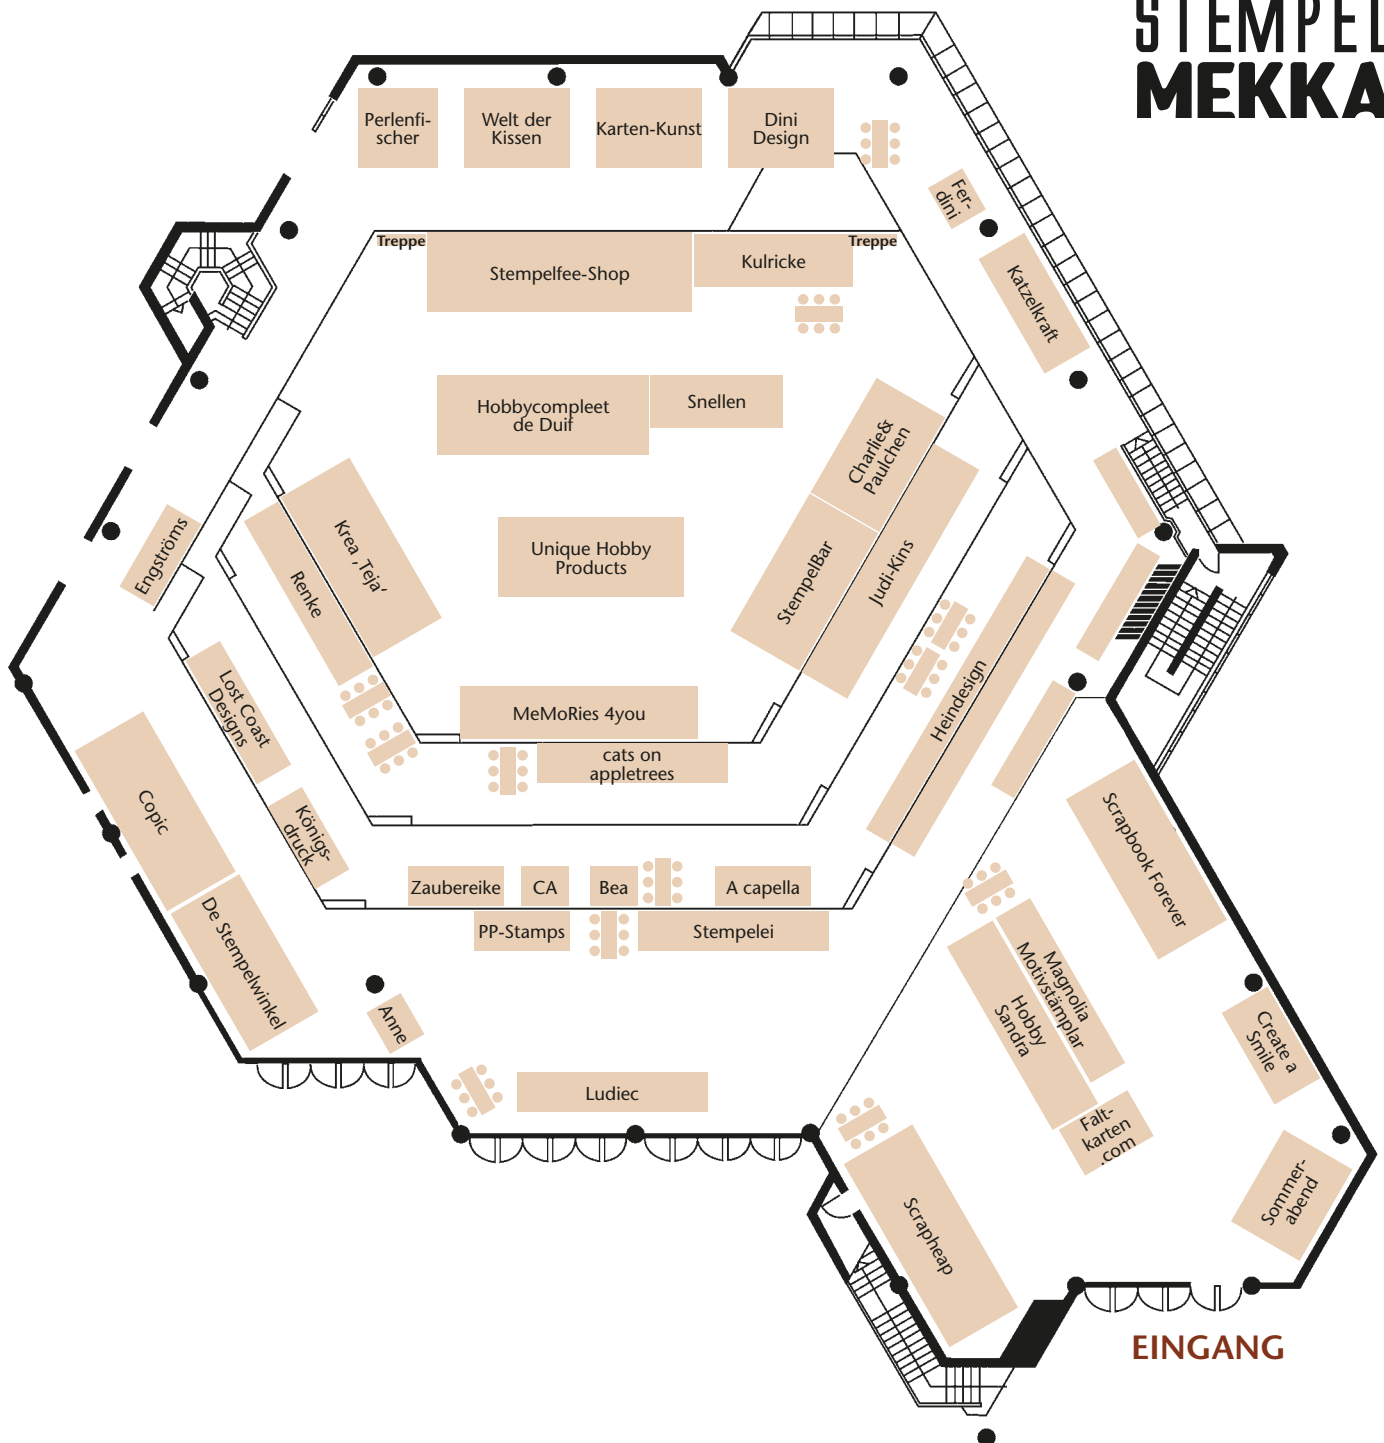 STEMPEL
MEKKA
Perlenfi-
scher
Welt der
Kissen
Karten-Kunst
Dini
Design
Fer-
dini
Katzelkraft
Treppe
Treppe
Stempelfee-Shop
Kulricke
Hobbycompleet
de Duif
Snellen
Charlie&
Paulchen
Krea ‚Teja‘
Renke
Unique Hobby
Products
StempelBar
Judi-Kins
Engströms
Lost Coast
Designs
MeMoRies 4you
cats on
appletrees
Heindesign
Copic
Königs-
druck
Zaubereike
CA
Bea
A capella
PP-Stamps
Stempelei
De Stempelwinkel
Anne
Ludiec
Scrapbook Forever
Magnolia
Motivstämplar
Hobby
Sandra
Create a
Smile
Falt-
karten
.com
Sommer-
abend
Scrapheap
EINGANG